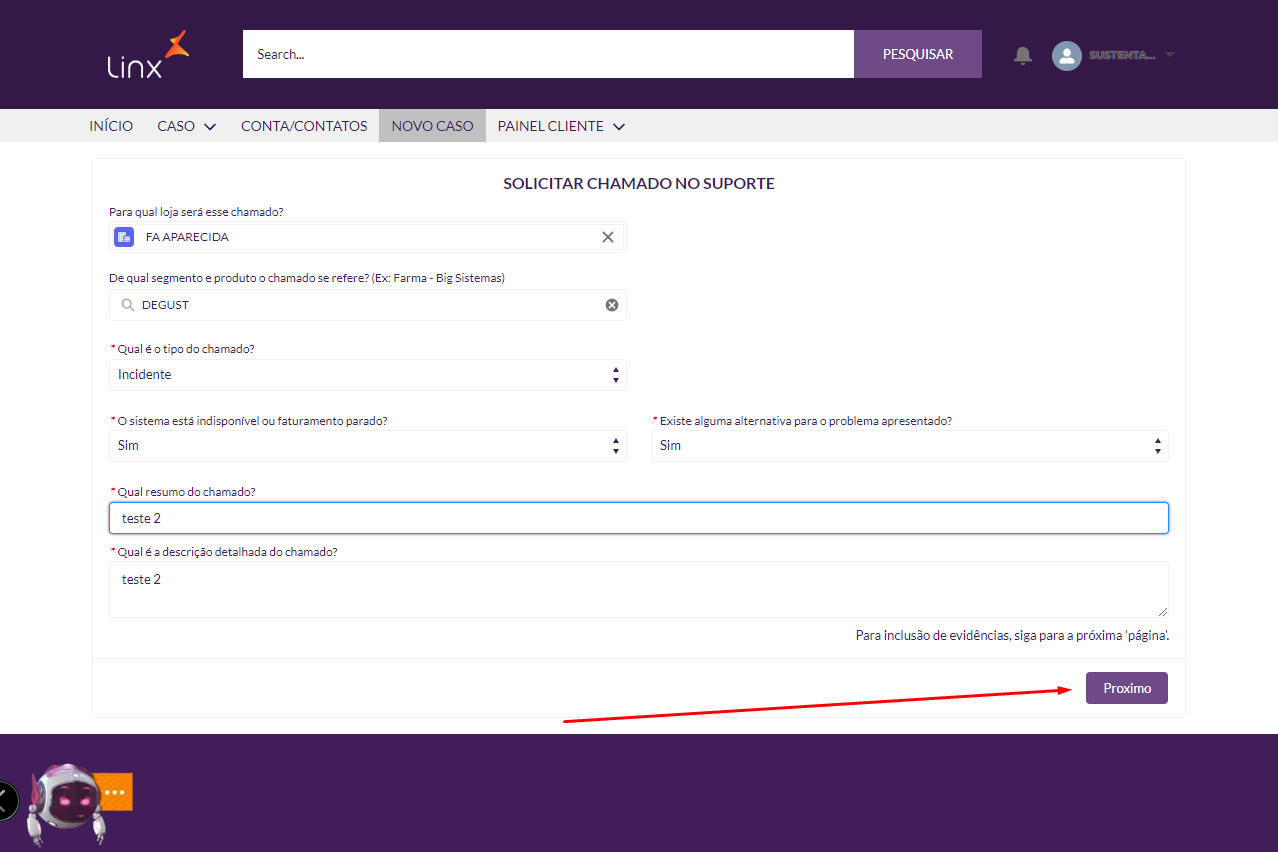 Linx
Search...
PESQUISAR
SUSTENTA...
INÍCIO CASO CONTA/CONTATOS NOVO CASO PAINEL CLIENTE
SOLICITAR CHAMADO NO SUPORTE
Para qual loja será esse chamado?
FA APARECIDA
De qual segmento e produto o chamado se refere? (Ex: Farma - Big Sistemas)
DEGUST
* Qual é o tipo do chamado?
Incidente
* O sistema está indisponível ou faturamento parado?
Sim
* Existe alguma alternativa para o problema apresentado?
Sim
* Qual resumo do chamado?
teste 2
* Qual é a descrição detalhada do chamado?
teste 2
Para inclusão de evidências, siga para a próxima 'página'.
Proximo